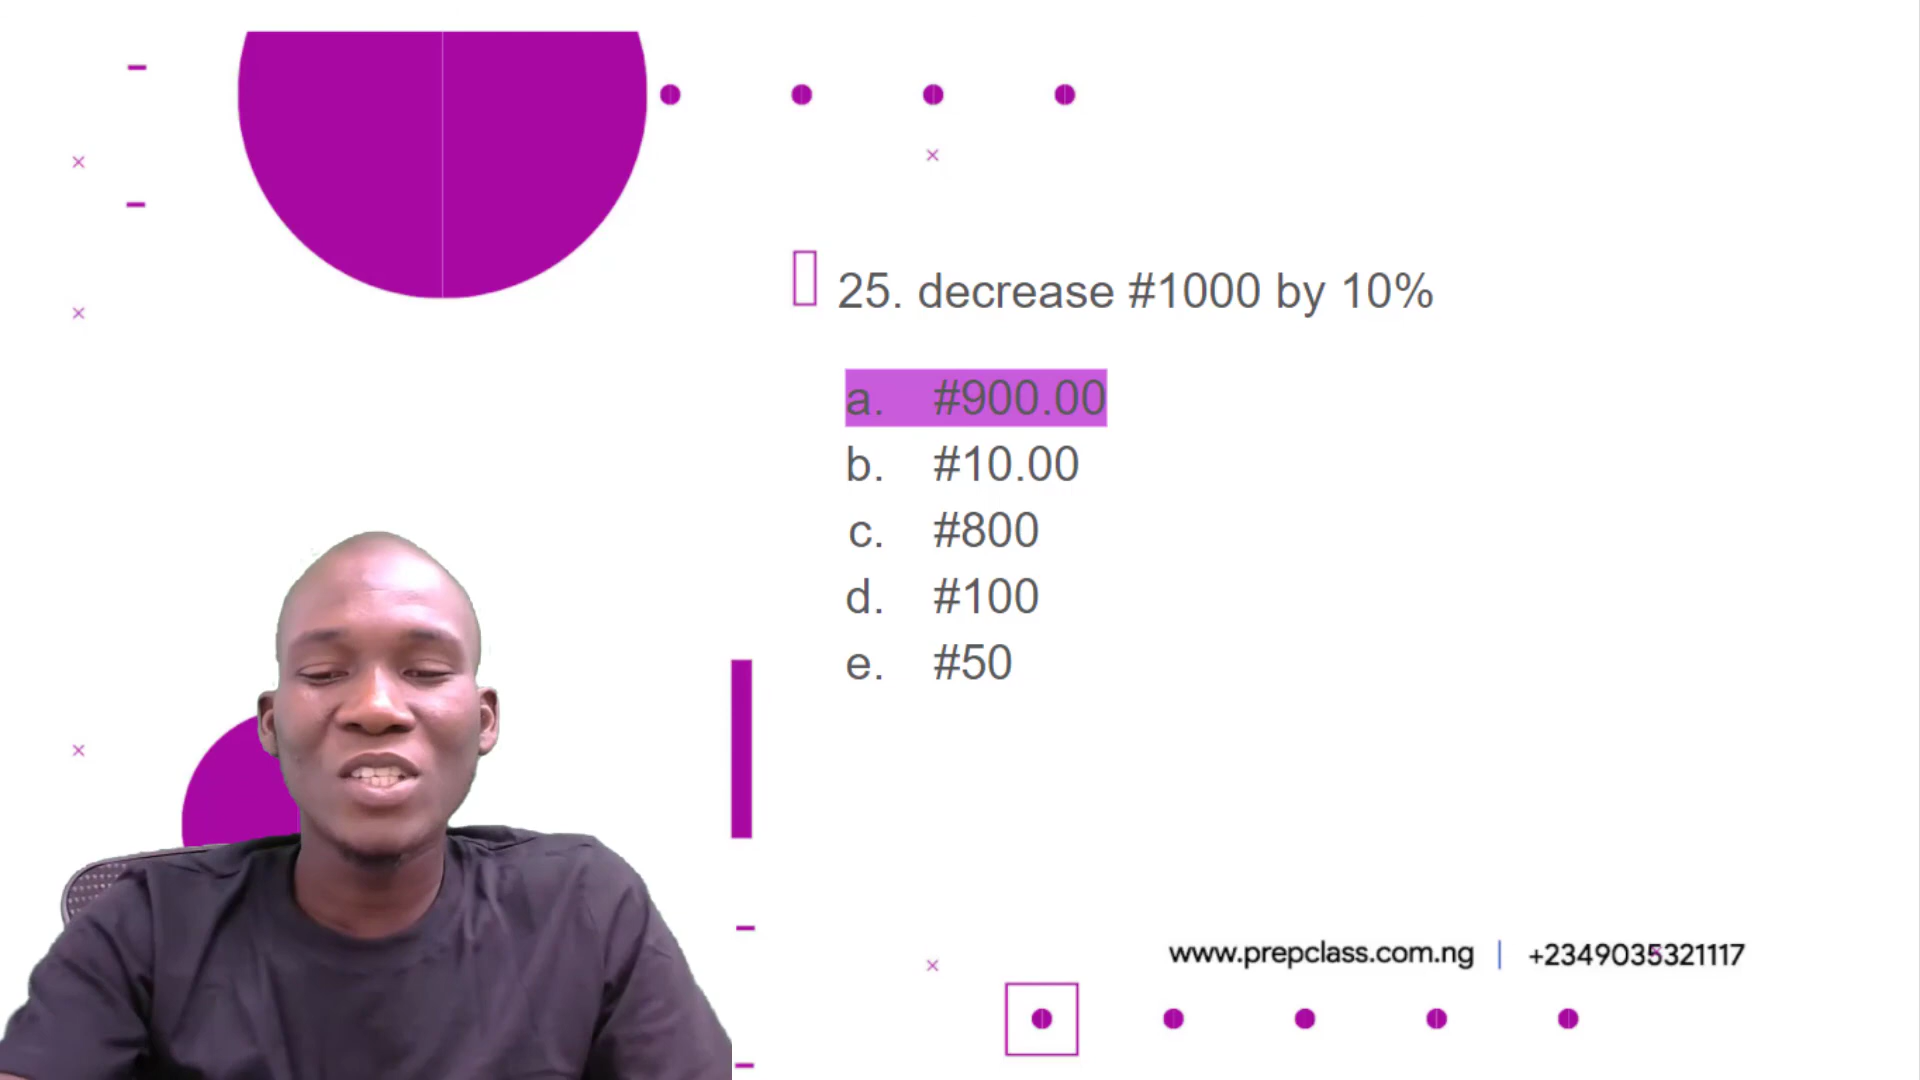 25. decrease #1000 by 10%
a. #900.00
b. #10.00
c. #800
d. #100
e. #50
www.prepclass.com.ng | +2349035321117